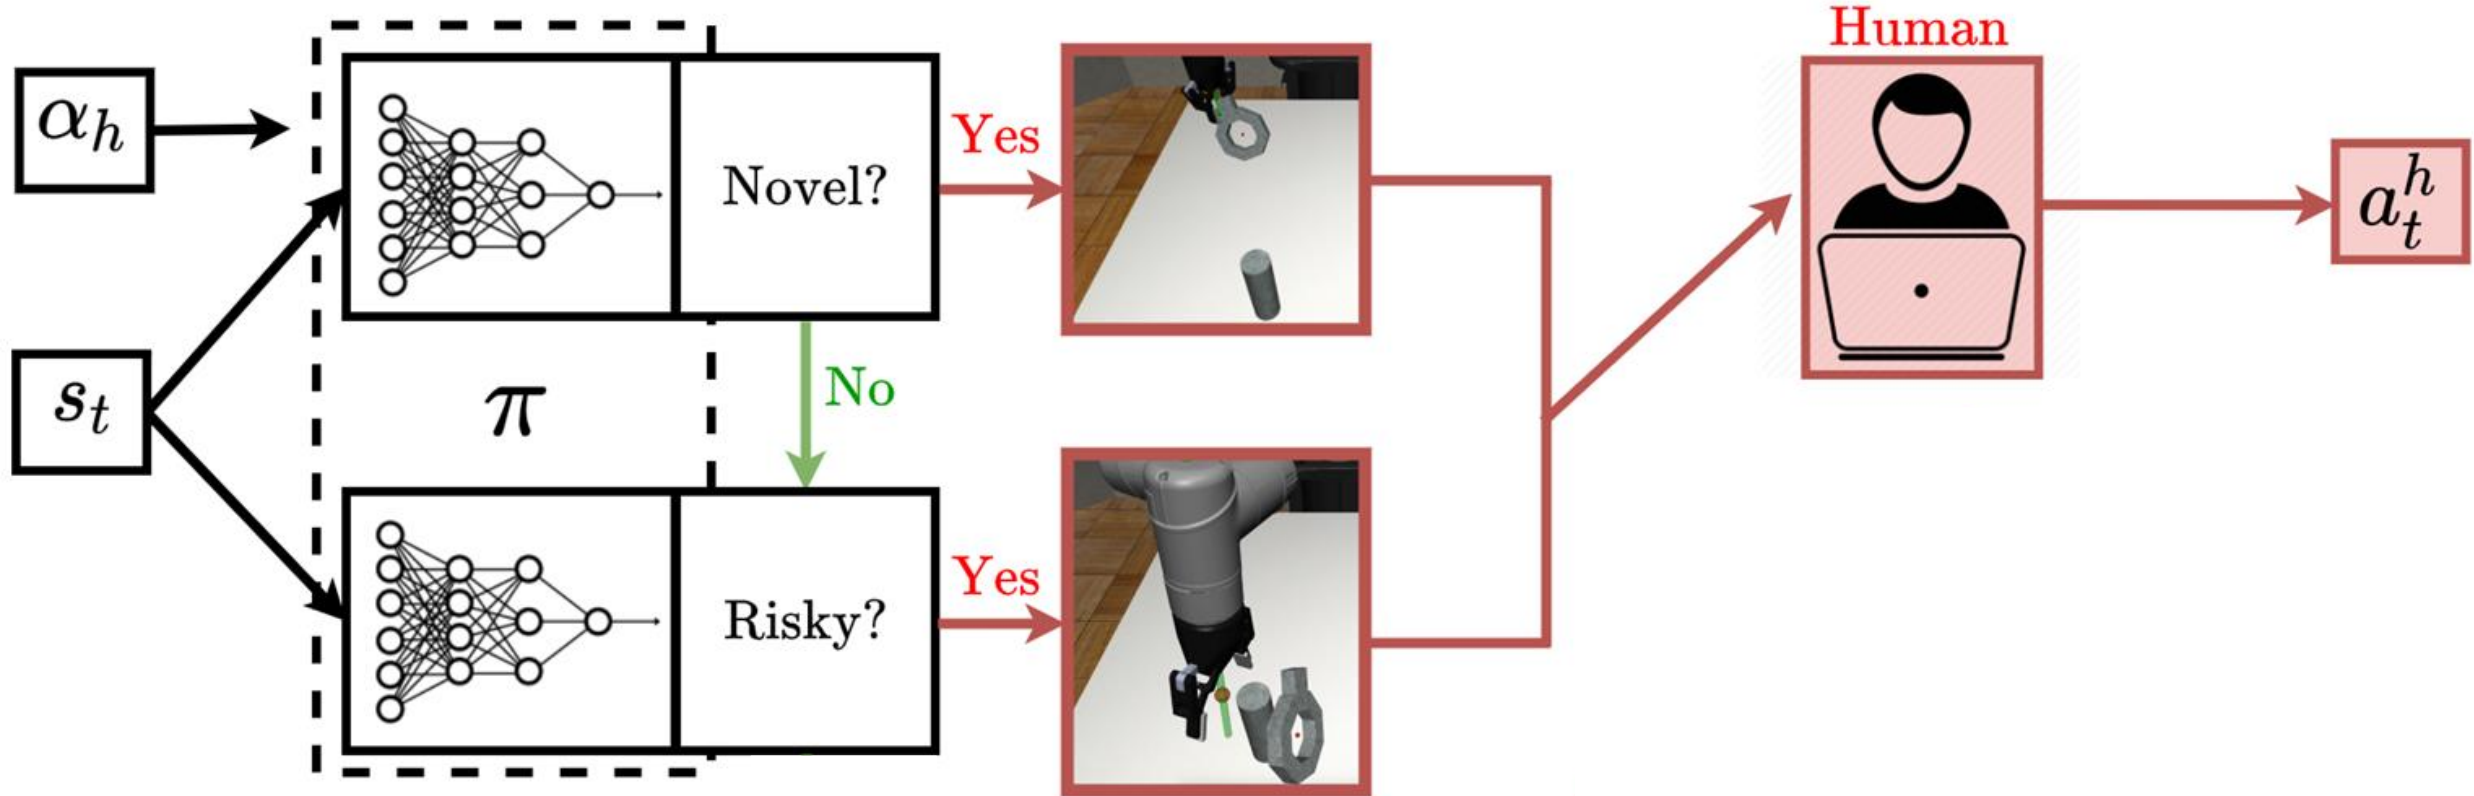 Human
α_h
Novel?
Yes
a_t^h
s_t
π
No
Risky?
Yes